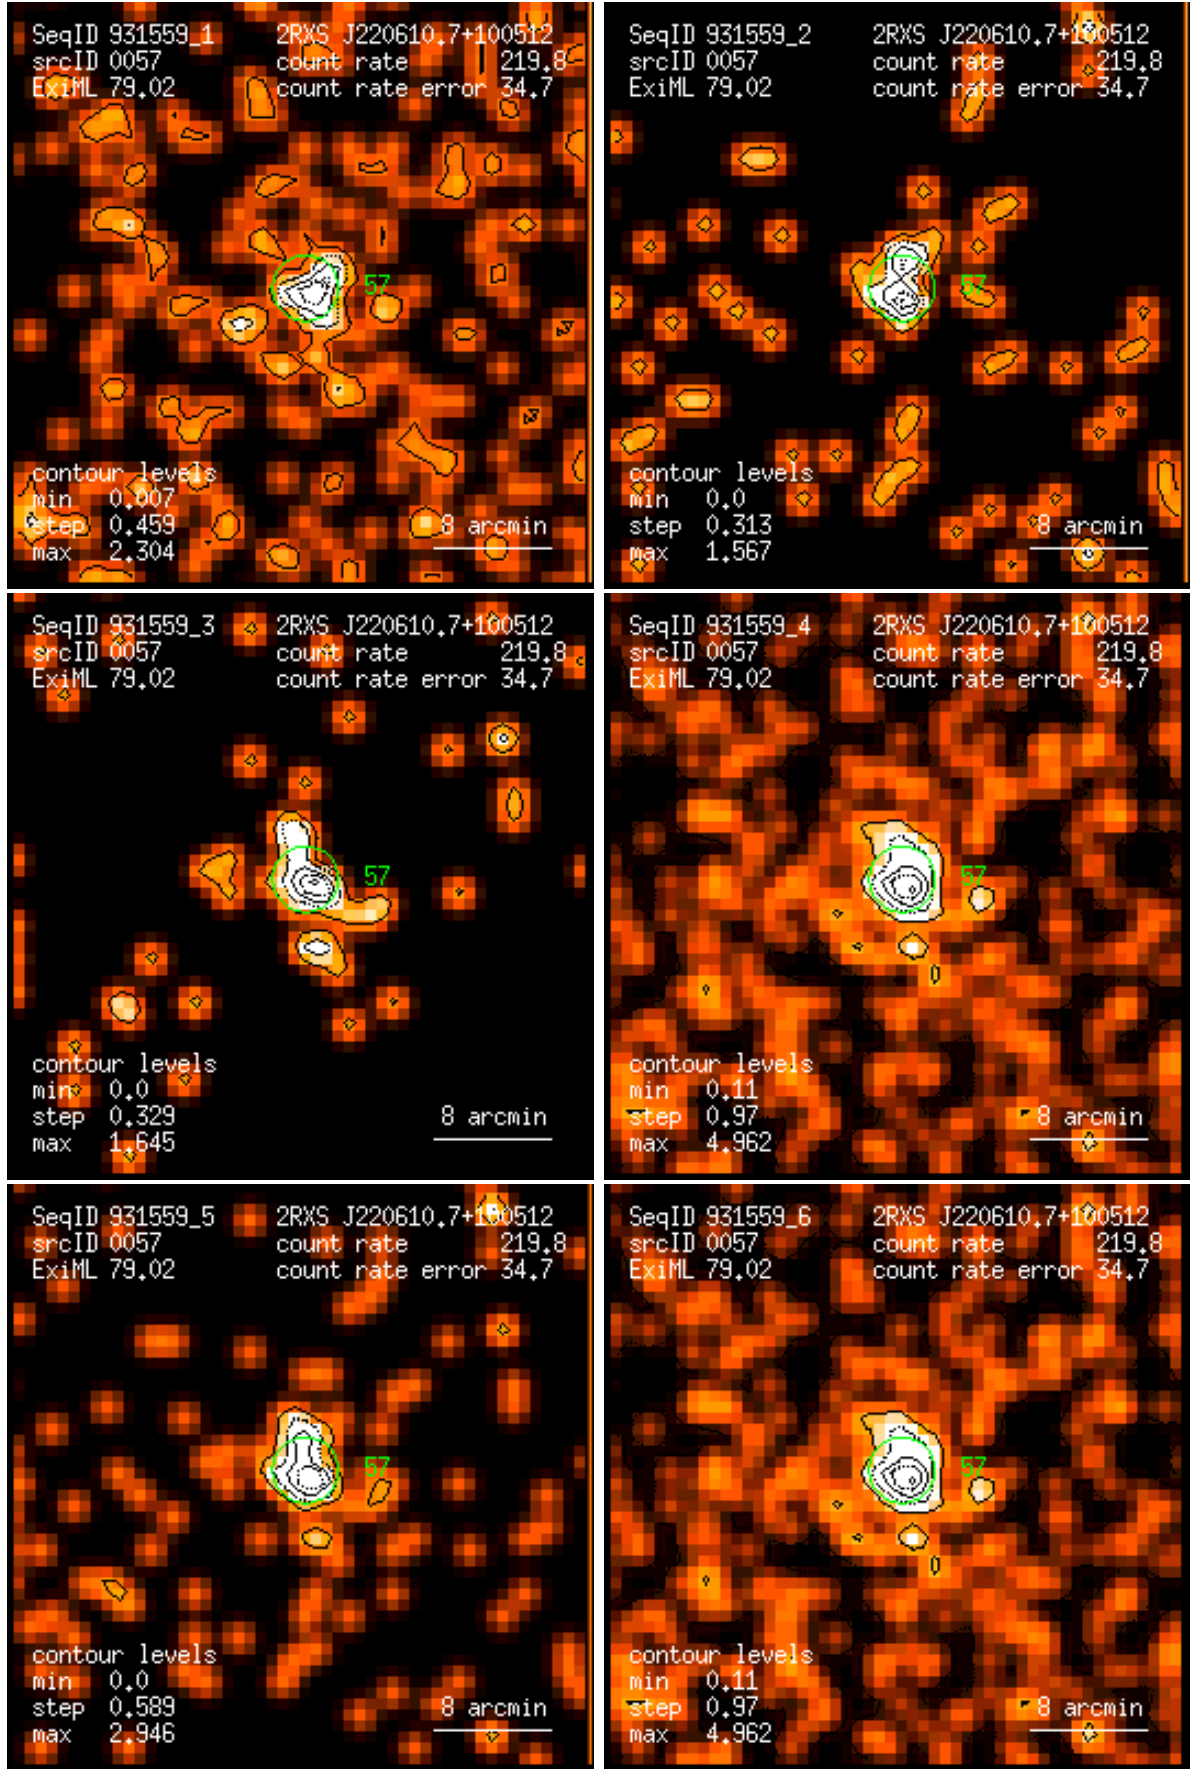 SeqID 931559_1 2RXS J220610.7+100512
srcID 0057 count rate 219.8
ExiML 79.02 count rate error 34.7
57
contour levels
min 0.007
step 0.459
max 2.304
8 arcmin
SeqID 931559_2 2RXS J220610.7+100512
srcID 0057 count rate 219.8
ExiML 79.02 count rate error 34.7
57
contour levels
min 0.0
step 0.313
max 1.567
8 arcmin
SeqID 931559_3 2RXS J220610.7+100512
srcID 0057 count rate 219.8
ExiML 79.02 count rate error 34.7
57
contour levels
min 0.0
step 0.329
max 1.645
8 arcmin
SeqID 931559_4 2RXS J220610.7+100512
srcID 0057 count rate 219.8
ExiML 79.02 count rate error 34.7
57
contour levels
min 0.11
step 0.97
max 4.962
8 arcmin
SeqID 931559_5 2RXS J220610.7+100512
srcID 0057 count rate 219.8
ExiML 79.02 count rate error 34.7
57
contour levels
min 0.0
step 0.589
max 2.946
8 arcmin
SeqID 931559_6 2RXS J220610.7+100512
srcID 0057 count rate 219.8
ExiML 79.02 count rate error 34.7
57
contour levels
min 0.11
step 0.97
max 4.962
8 arcmin